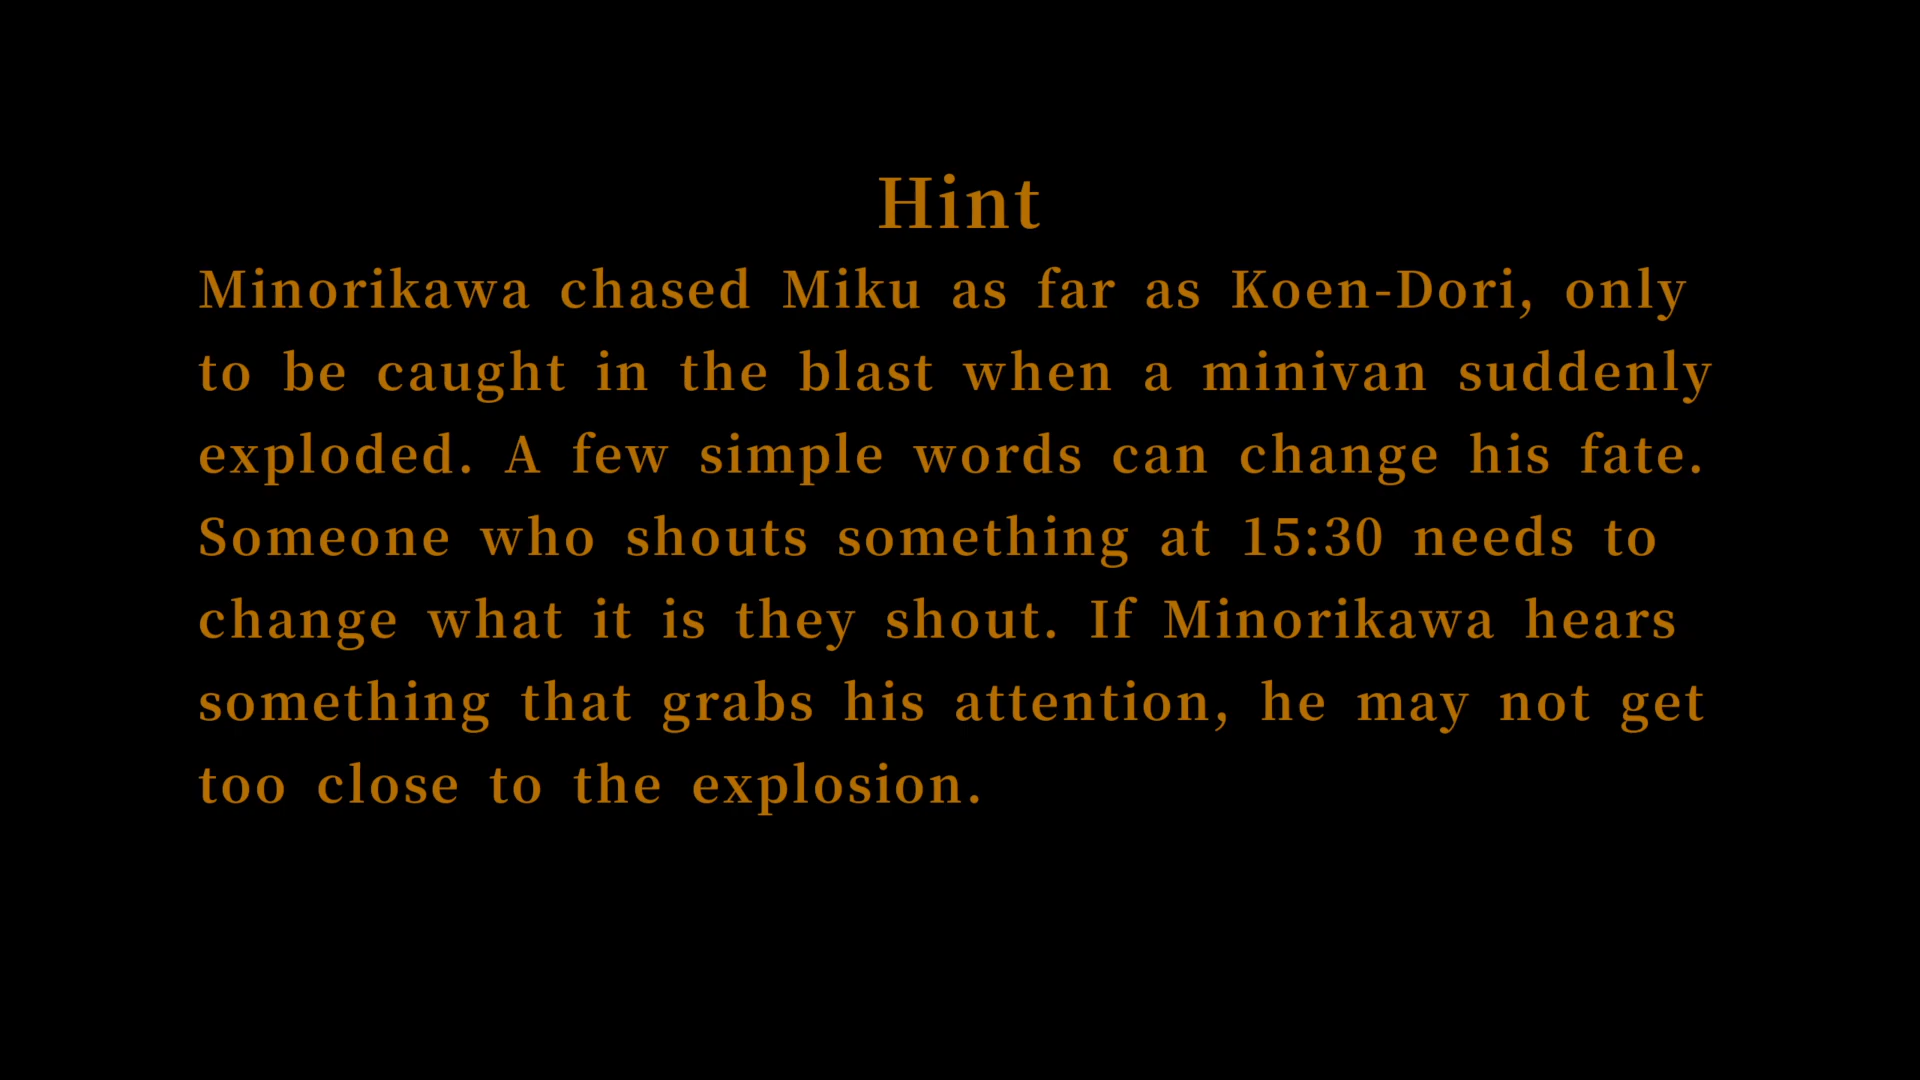 Hint
Minorikawa chased Miku as far as Koen-Dori, only
to be caught in the blast when a minivan suddenly
exploded. A few simple words can change his fate.
Someone who shouts something at 15:30 needs to
change what it is they shout. If Minorikawa hears
something that grabs his attention, he may not get
too close to the explosion.